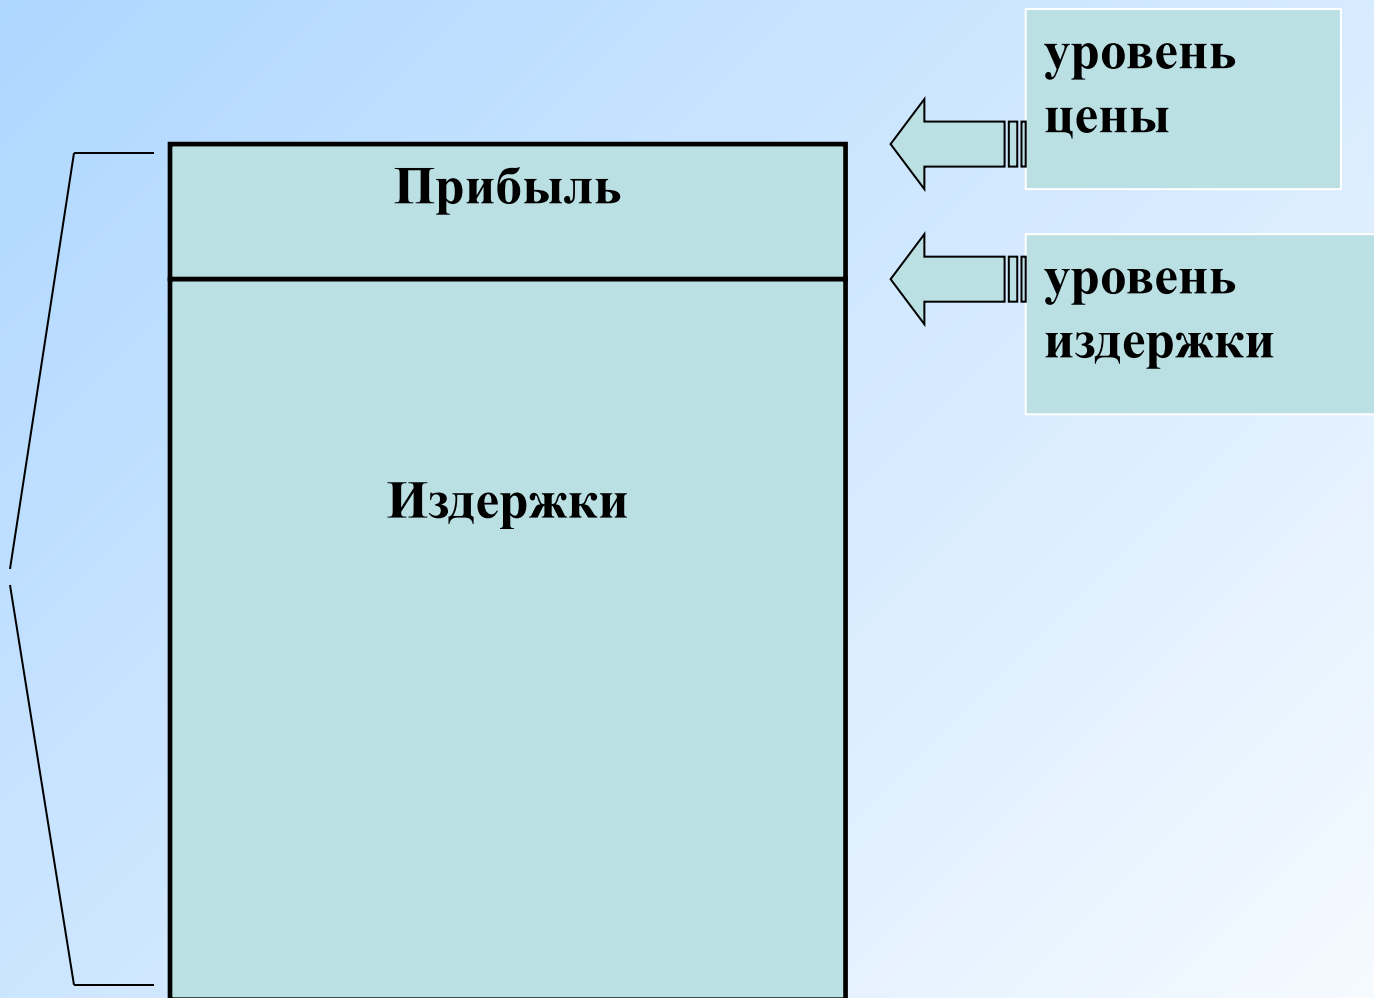 уровень
цены
Прибыль
уровень
издержки
Издержки